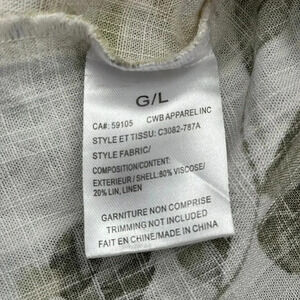 G/L
CA#: 59105 CWB APPAREL INC
STYLE ET TISSU: C3082-787A
STYLE FABRIC/
COMPOSITION/CONTENT:
EXTERIEUR / SHELL:80% VISCOSE/
20% LIN, LINEN
GARNITURE NON COMPRISE
TRIMMING NOT INCLUDED
FAIT EN CHINE/MADE IN CHINA